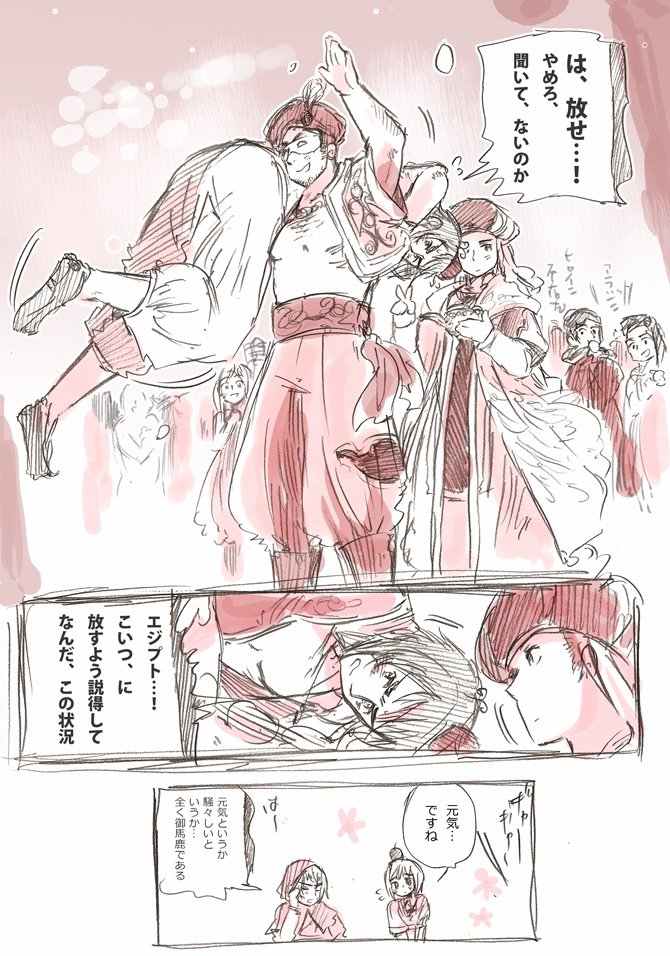 は、放せ…！
やめろ、
聞いて、ないのか
ヒロイン
エジプト…！
こいつ、に
放すよう説得して
なんだ、この状況
元気…
ですね
はー
元気というか
騒々しいと
いうか…
全く御馬鹿である